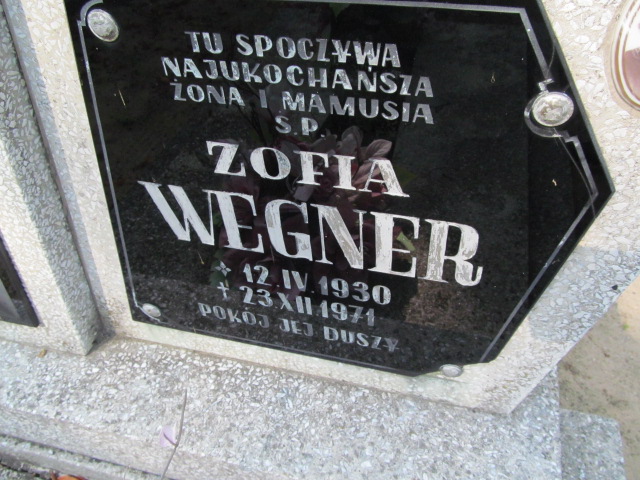 TU SPOCZYWA
NAJUKOCHAŃSZA
ŻONA I MAMUSIA
Ś.P.
ZOFIA
WEGNER
* 12 IV 1930
✝ 23 XII 1971
POKÓJ JEJ DUSZY